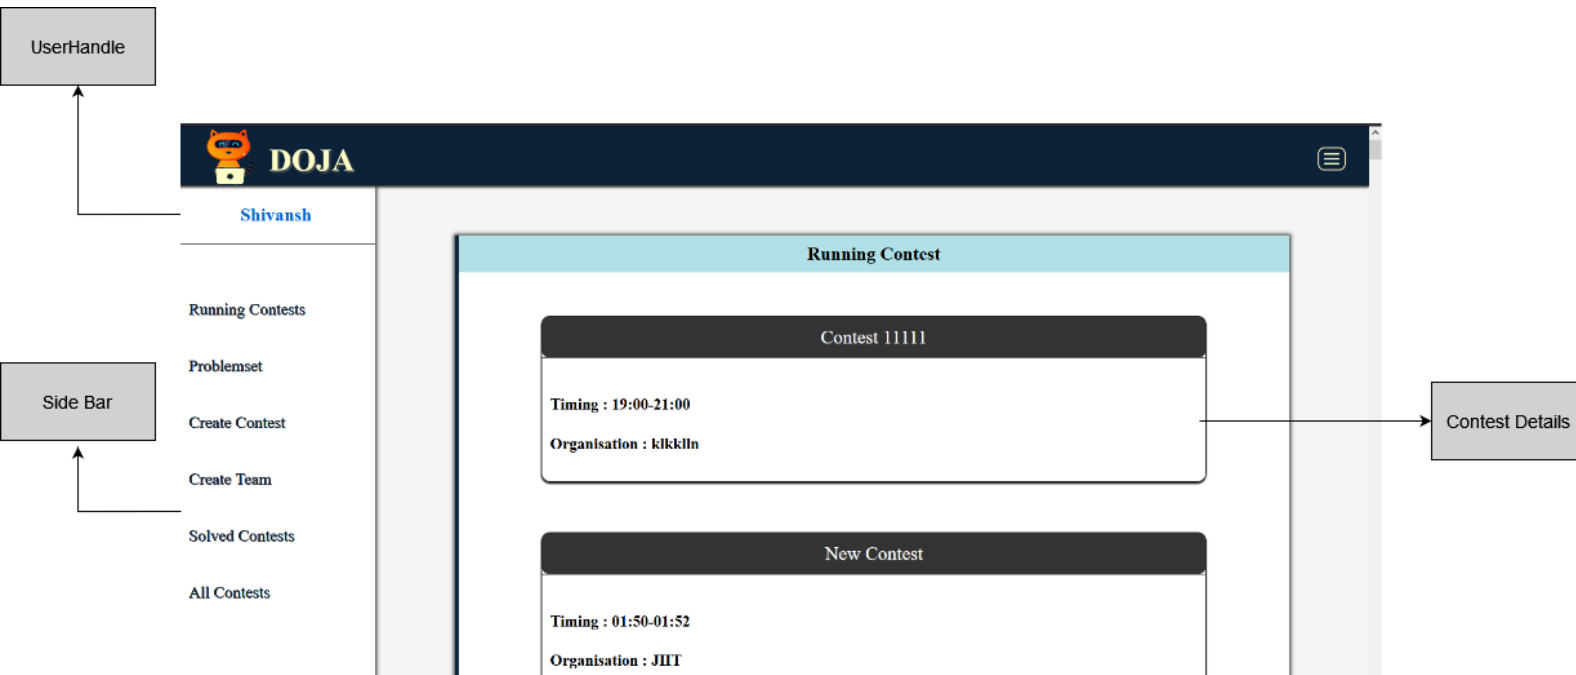 UserHandle
DOJA
Shivansh
Running Contest
Running Contests
Contest 11111
Problemset
Side Bar
Timing : 19:00-21:00
Contest Details
Create Contest
Organisation : klkklln
Create Team
Solved Contests
New Contest
All Contests
Timing : 01:50-01:52
Organisation : JIIT